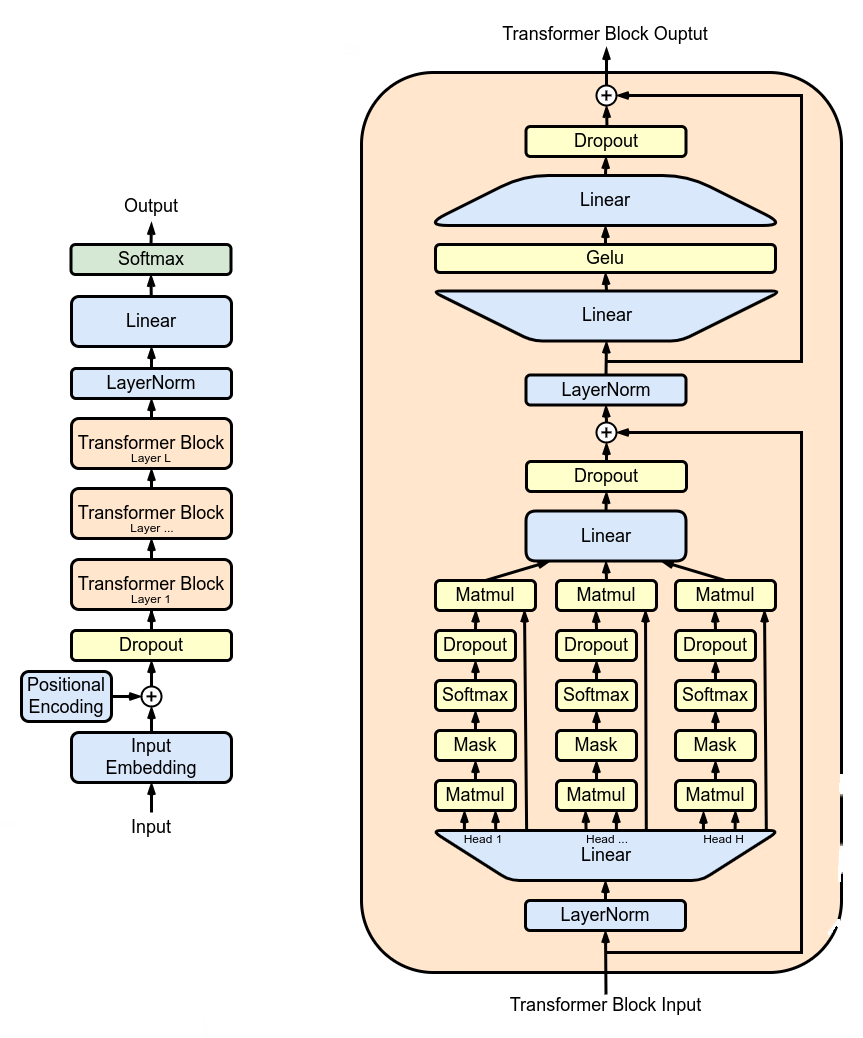 Output
Softmax
Linear
LayerNorm
Transformer Block
Layer L
Transformer Block
Layer ...
Transformer Block
Layer 1
Dropout
Positional
Encoding
+
Input
Embedding
Input
Transformer Block Ouptut
+
Dropout
Linear
Gelu
Linear
LayerNorm
+
Dropout
Linear
Matmul Matmul Matmul
Dropout Dropout Dropout
Softmax Softmax Softmax
Mask Mask Mask
Matmul Matmul Matmul
Head 1 Head ... Head H
Linear
LayerNorm
Transformer Block Input